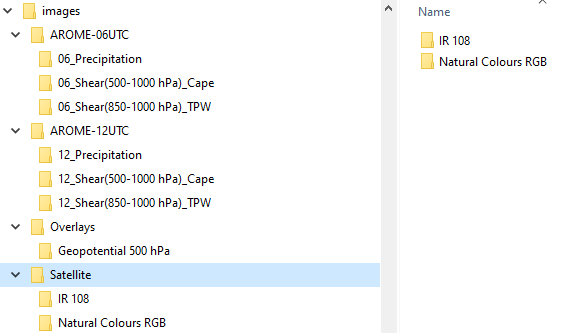 images
AROME-06UTC
06_Precipitation
06_Shear(500-1000 hPa)_Cape
06_Shear(850-1000 hPa)_TPW
AROME-12UTC
12_Precipitation
12_Shear(500-1000 hPa)_Cape
12_Shear(850-1000 hPa)_TPW
Overlays
Geopotential 500 hPa
Satellite
IR 108
Natural Colours RGB
Name
IR 108
Natural Colours RGB